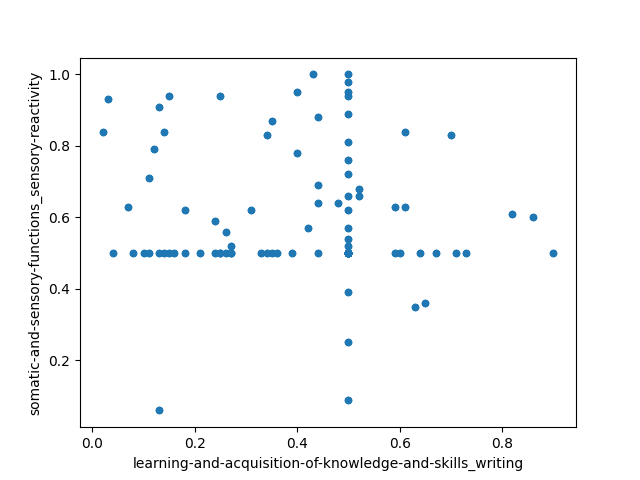 somatic-and-sensory-functions_sensory-reactivity
1.0
0.8
0.6
0.4
0.2
0.0 0.2 0.4 0.6 0.8
learning-and-acquisition-of-knowledge-and-skills_writing